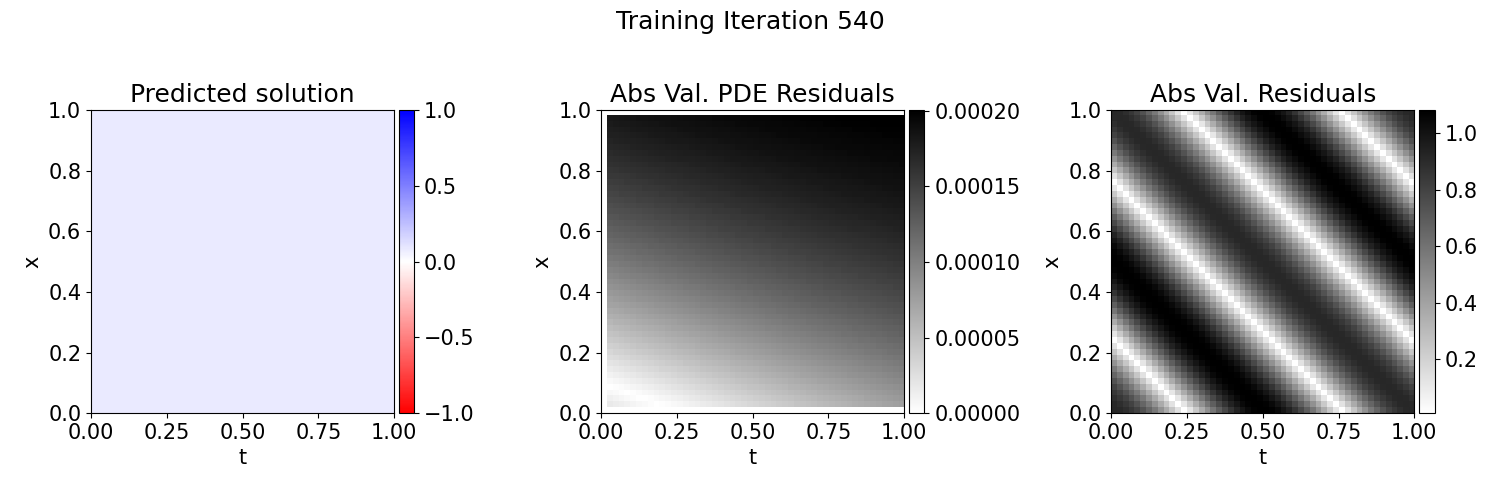 Training Iteration 540
Predicted solution
1.0
0.8
0.6
0.4
0.2
0.0
x
0.00 0.25 0.50 0.75 1.00
t
1.0
0.5
0.0
−0.5
−1.0
Abs Val. PDE Residuals
1.0
0.8
0.6
0.4
0.2
0.0
x
0.00 0.25 0.50 0.75 1.00
t
0.00020
0.00015
0.00010
0.00005
0.00000
Abs Val. Residuals
1.0
0.8
0.6
0.4
0.2
0.0
x
0.00 0.25 0.50 0.75 1.00
t
1.0
0.8
0.6
0.4
0.2